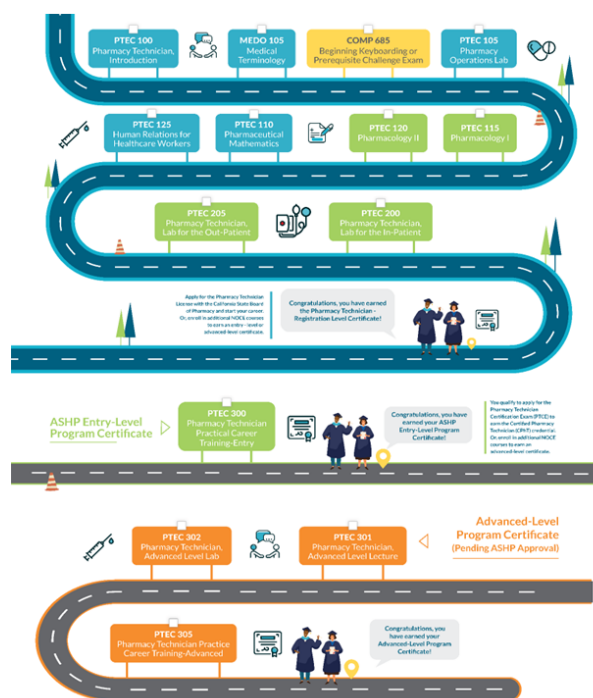 PTEC 100
Pharmacy Technician,
Introduction
MEDO 105
Medical
Terminology
COMP 685
Beginning Keyboarding or
Prerequisite Challenge Exam
PTEC 105
Pharmacy
Operations Lab
PTEC 125
Human Relations for
Healthcare Workers
PTEC 110
Pharmaceutical
Mathematics
PTEC 120
Pharmacology II
PTEC 115
Pharmacology I
PTEC 205
Pharmacy Technician,
Lab for the Out-Patient
PTEC 200
Pharmacy Technician,
Lab for the In-Patient
Apply for the Pharmacy Technician
License with the California State Board
of Pharmacy and start your career.
Or, enroll in additional NOCE courses
to earn an entry - level or
advanced-level certificate.
Congratulations, you have earned
the Pharmacy Technician -
Registration Level Certificate!
ASHP Entry-Level
Program Certificate
PTEC 300
Pharmacy Technician
Practical Career
Training-Entry
Congratulations, you have
earned your ASHP
Entry-Level Program
Certificate!
You qualify to apply for the
Pharmacy Technician
Certification Exam (PTCE) to
earn the Certified Pharmacy
Technician (CPhT) credential.
Or, enroll in additional NOCE
courses to earn an
advanced-level certificate.
PTEC 302
Pharmacy Technician,
Advanced Level Lab
PTEC 301
Pharmacy Technician,
Advanced Level Lecture
Advanced-Level
Program Certificate
(Pending ASHP Approval)
PTEC 305
Pharmacy Technician Practice
Career Training-Advanced
Congratulations, you
have earned your
Advanced-Level Program
Certificate!